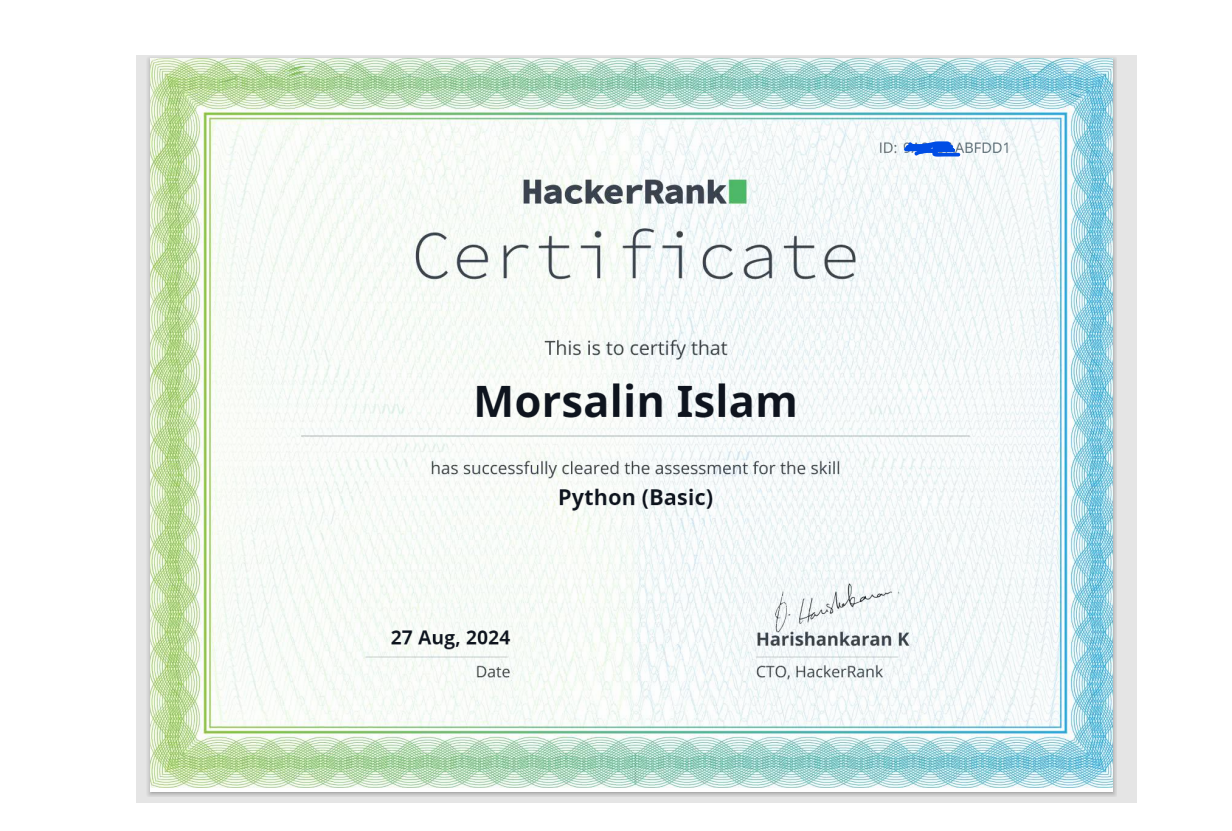 ID: ABFDD1
HackerRank
Certificate
This is to certify that
Morsalin Islam
has successfully cleared the assessment for the skill
Python (Basic)
27 Aug, 2024
Date
Harishankaran K
CTO, HackerRank